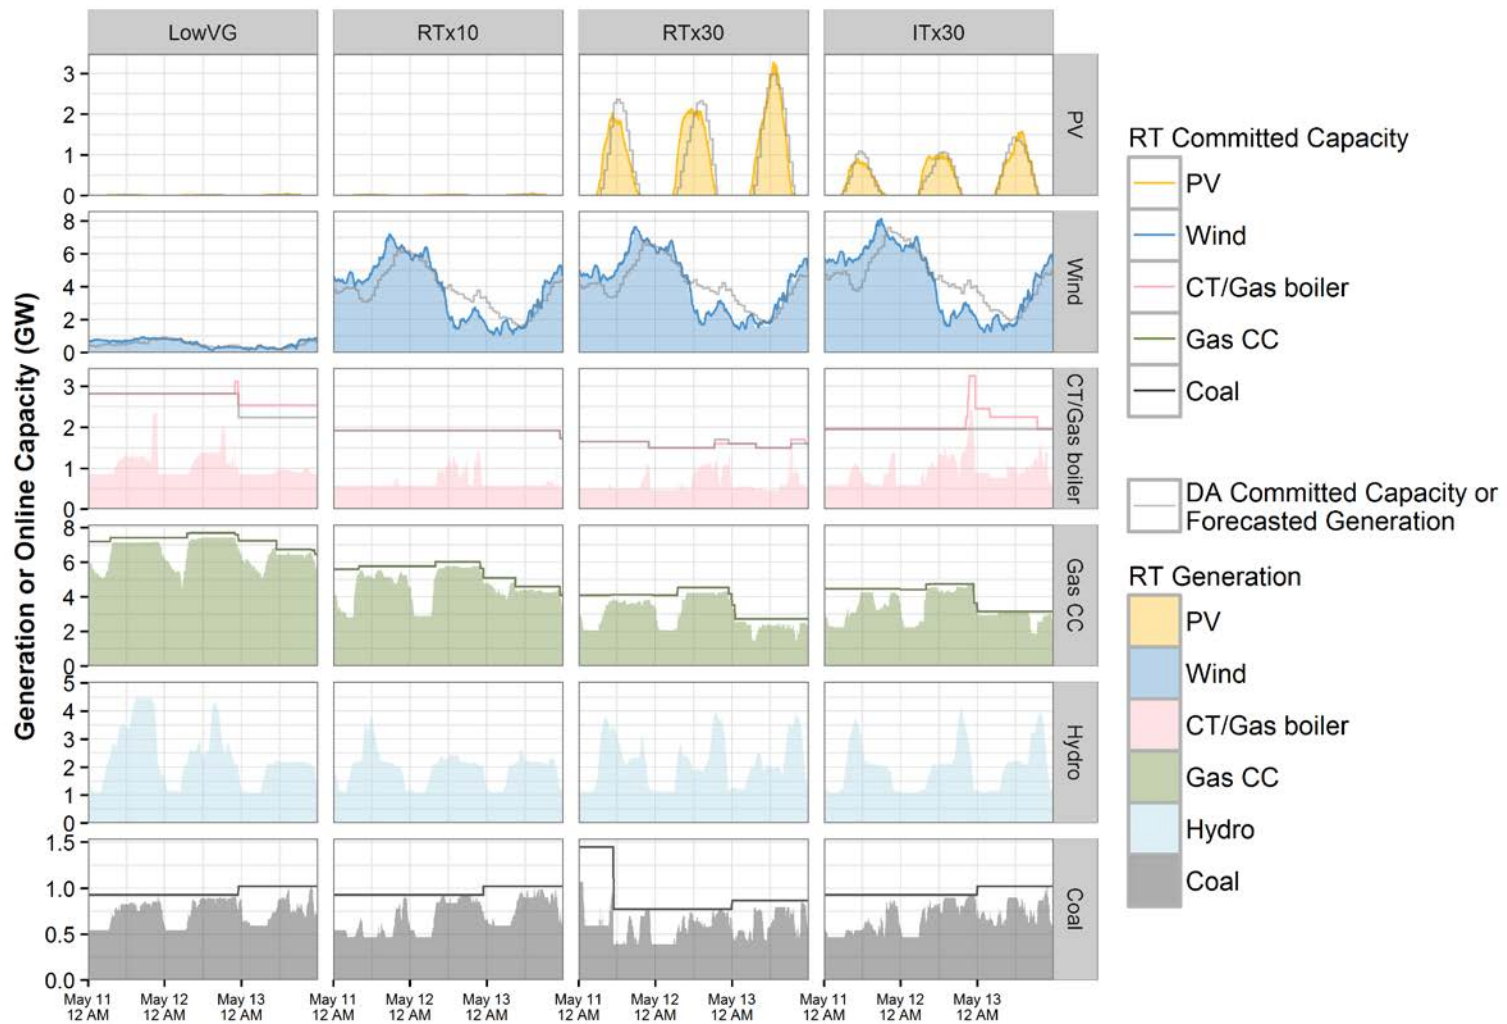 LowVG RTx10 RTx30 ITx30
Generation or Online Capacity (GW)
3
2
1
0
PV
8
6
4
2
0
Wind
3
2
1
0
CT/Gas boiler
8
6
4
2
0
Gas CC
5
4
3
2
1
0
Hydro
1.5
1.0
0.5
0.0
Coal
May 11 May 12 May 13 May 11 May 12 May 13 May 11 May 12 May 13 May 11 May 12 May 13
12 AM 12 AM 12 AM 12 AM 12 AM 12 AM 12 AM 12 AM 12 AM 12 AM 12 AM 12 AM
RT Committed Capacity
PV
Wind
CT/Gas boiler
Gas CC
Coal
DA Committed Capacity or
Forecasted Generation
RT Generation
PV
Wind
CT/Gas boiler
Gas CC
Hydro
Coal